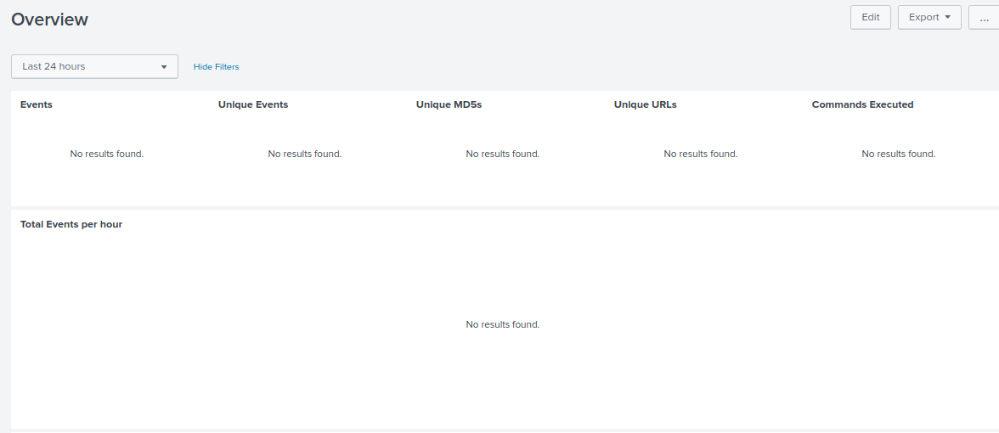 Overview
Edit
Export
...
Last 24 hours
Hide Filters
Events
Unique Events
Unique MD5s
Unique URLs
Commands Executed
No results found.
No results found.
No results found.
No results found.
No results found.
Total Events per hour
No results found.